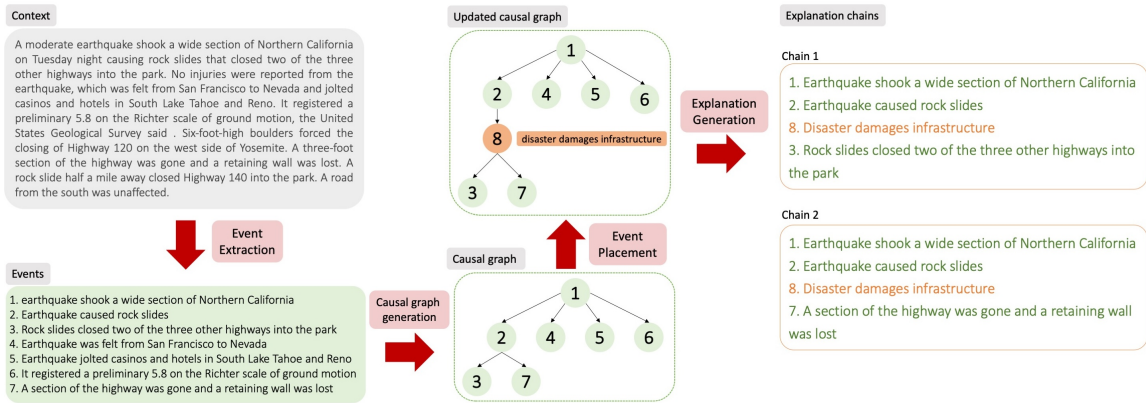 Context
A moderate earthquake shook a wide section of Northern California
on Tuesday night causing rock slides that closed two of the three
other highways into the park. No injuries were reported from the
earthquake, which was felt from San Francisco to Nevada and jolted
casinos and hotels in South Lake Tahoe and Reno. It registered a
preliminary 5.8 on the Richter scale of ground motion, the United
States Geological Survey said . Six-foot-high boulders forced the
closing of Highway 120 on the west side of Yosemite. A three-foot
section of the highway was gone and a retaining wall was lost. A
rock slide half a mile away closed Highway 140 into the park. A road
from the south was unaffected.
Event
Extraction
Events
1. earthquake shook a wide section of Northern California
2. Earthquake caused rock slides
3. Rock slides closed two of the three other highways into the park
4. Earthquake was felt from San Francisco to Nevada
5. Earthquake jolted casinos and hotels in South Lake Tahoe and Reno
6. It registered a preliminary 5.8 on the Richter scale of ground motion
7. A section of the highway was gone and a retaining wall was lost
Causal graph
generation
Causal graph
1
2 4 5 6
3 7
Event
Placement
Updated causal graph
1
2 4 5 6
8 disaster damages infrastructure
3 7
Explanation
Generation
Explanation chains
Chain 1
1. Earthquake shook a wide section of Northern California
2. Earthquake caused rock slides
8. Disaster damages infrastructure
3. Rock slides closed two of the three other highways into
the park
Chain 2
1. Earthquake shook a wide section of Northern California
2. Earthquake caused rock slides
8. Disaster damages infrastructure
7. A section of the highway was gone and a retaining wall
was lost